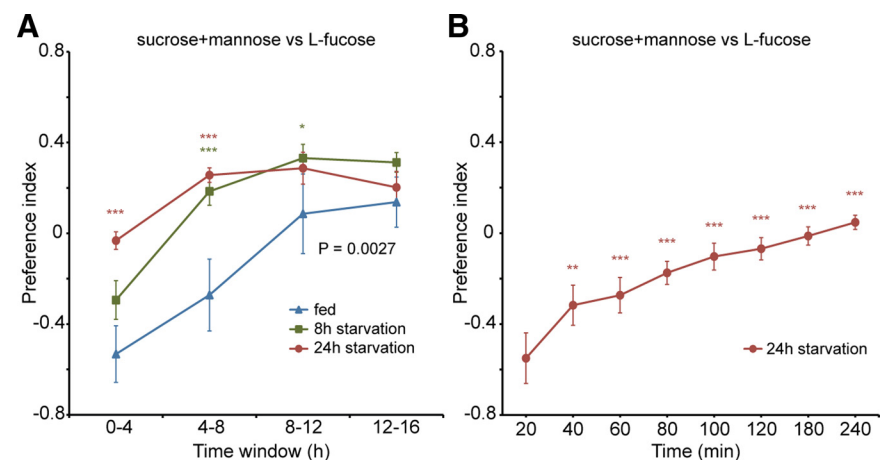 A
sucrose+mannose vs L-fucose
0.8
0.4
0
-0.4
-0.8
Preference index
***
***
***
*
P = 0.0027
fed
8h starvation
24h starvation
0-4 4-8 8-12 12-16
Time window (h)
B
sucrose+mannose vs L-fucose
0.8
0.4
0
-0.4
-0.8
Preference index
** *** *** *** *** *** ***
24h starvation
20 40 60 80 100 120 180 240
Time (min)